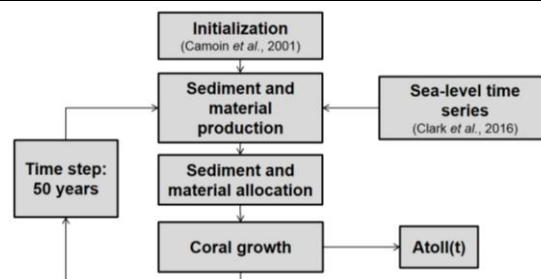 Initialization
(Camoin et al., 2001)
Sediment and
material
production
Sea-level time
series
(Clark et al., 2016)
Time step:
50 years
Sediment and
material allocation
Coral growth
Atoll(t)